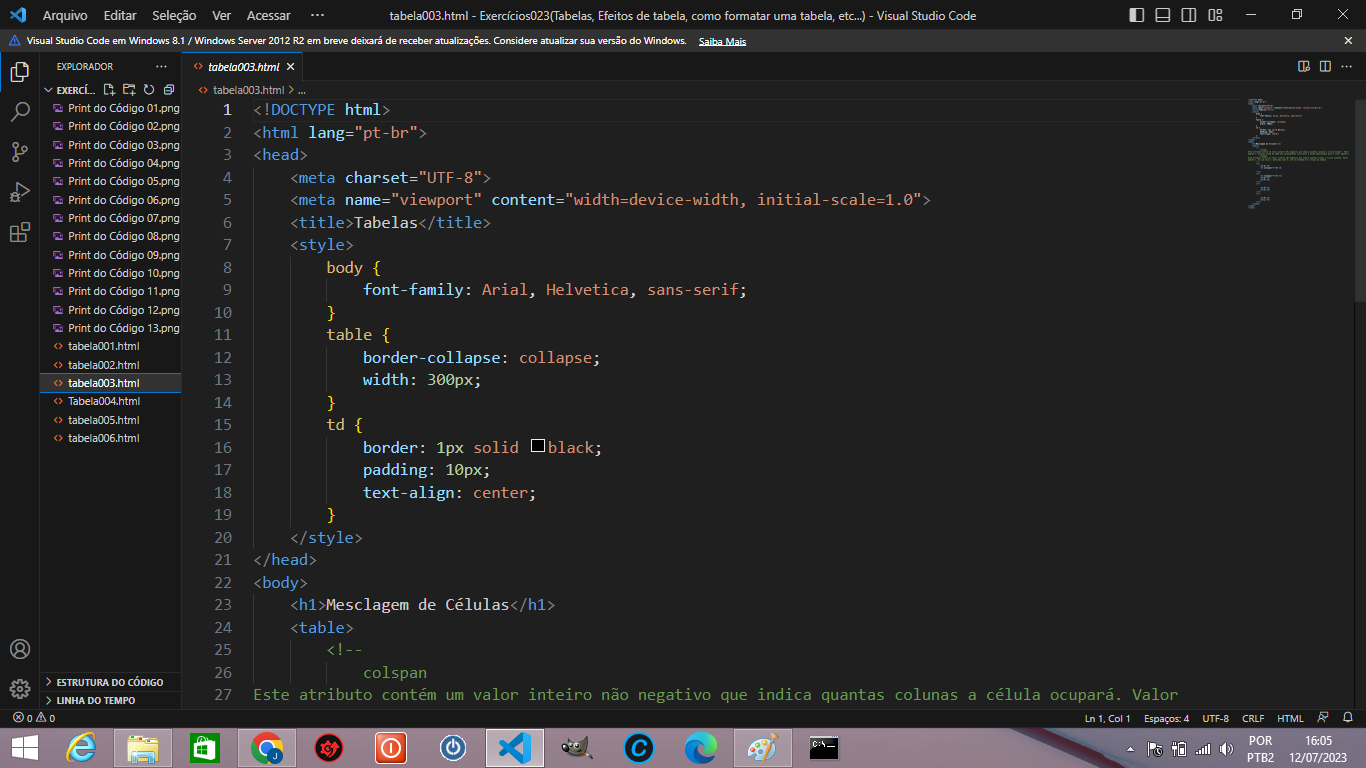 Arquivo Editar Seleção Ver Acessar ··· tabela003.html - Exercícios023(Tabelas, Efeitos de tabela, como formatar uma tabela, etc...) - Visual Studio Code
Visual Studio Code em Windows 8.1 / Windows Server 2012 R2 em breve deixará de receber atualizações. Considere atualizar sua versão do Windows. Saiba Mais
EXPLORADOR ···
EXERCÍ...
Print do Código 01.png
Print do Código 02.png
Print do Código 03.png
Print do Código 04.png
Print do Código 05.png
Print do Código 06.png
Print do Código 07.png
Print do Código 08.png
Print do Código 09.png
Print do Código 10.png
Print do Código 11.png
Print do Código 12.png
Print do Código 13.png
tabela001.html
tabela002.html
tabela003.html
Tabela004.html
tabela005.html
tabela006.html
ESTRUTURA DO CÓDIGO
LINHA DO TEMPO
tabela003.html
tabela003.html > ...
1 <!DOCTYPE html>
2 <html lang="pt-br">
3 <head>
4 <meta charset="UTF-8">
5 <meta name="viewport" content="width=device-width, initial-scale=1.0">
6 <title>Tabelas</title>
7 <style>
8 body {
9 font-family: Arial, Helvetica, sans-serif;
10 }
11 table {
12 border-collapse: collapse;
13 width: 300px;
14 }
15 td {
16 border: 1px solid black;
17 padding: 10px;
18 text-align: center;
19 }
20 </style>
21 </head>
22 <body>
23 <h1>Mesclagem de Células</h1>
24 <table>
25 <!--
26 colspan
27 Este atributo contém um valor inteiro não negativo que indica quantas colunas a célula ocupará. Valor
0 0 Ln 1, Col 1 Espaços: 4 UTF-8 CRLF HTML
POR 16:05
PTB2 12/07/2023